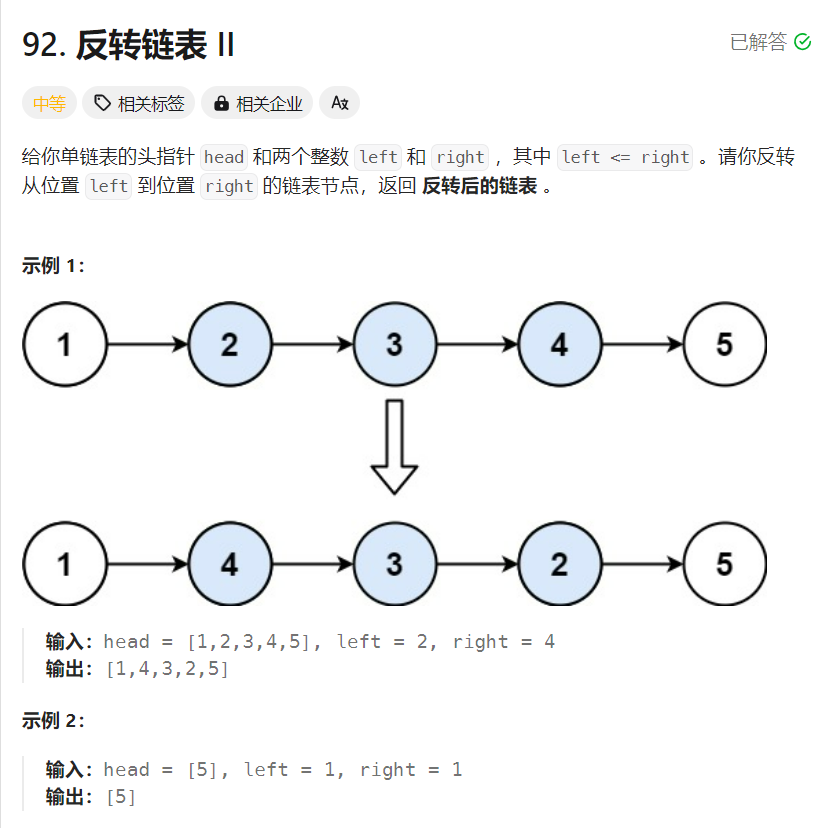 92. 反转链表 II
已解答
中等 相关标签 相关企业 Aあ
给你单链表的头指针 head 和两个整数 left 和 right ，其中 left <= right 。请你反转
从位置 left 到位置 right 的链表节点，返回 反转后的链表 。
示例 1：
1 2 3 4 5
1 4 3 2 5
输入：head = [1,2,3,4,5], left = 2, right = 4
输出：[1,4,3,2,5]
示例 2：
输入：head = [5], left = 1, right = 1
输出：[5]